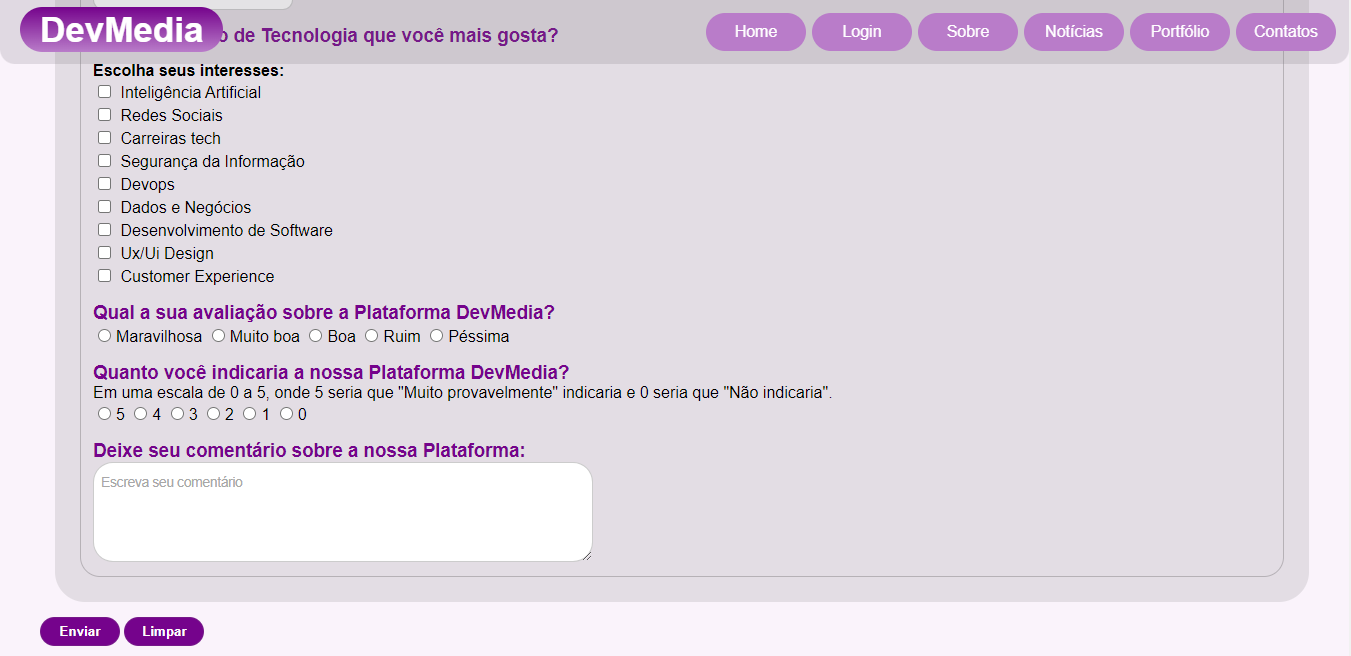 DevMedia
de Tecnologia que você mais gosta?
Home
Login
Sobre
Notícias
Portfólio
Contatos
Escolha seus interesses:
Inteligência Artificial
Redes Sociais
Carreiras tech
Segurança da Informação
Devops
Dados e Negócios
Desenvolvimento de Software
Ux/Ui Design
Customer Experience
Qual a sua avaliação sobre a Plataforma DevMedia?
Maravilhosa Muito boa Boa Ruim Péssima
Quanto você indicaria a nossa Plataforma DevMedia?
Em uma escala de 0 a 5, onde 5 seria que "Muito provavelmente" indicaria e 0 seria que "Não indicaria".
5 4 3 2 1 0
Deixe seu comentário sobre a nossa Plataforma:
Escreva seu comentário
Enviar
Limpar